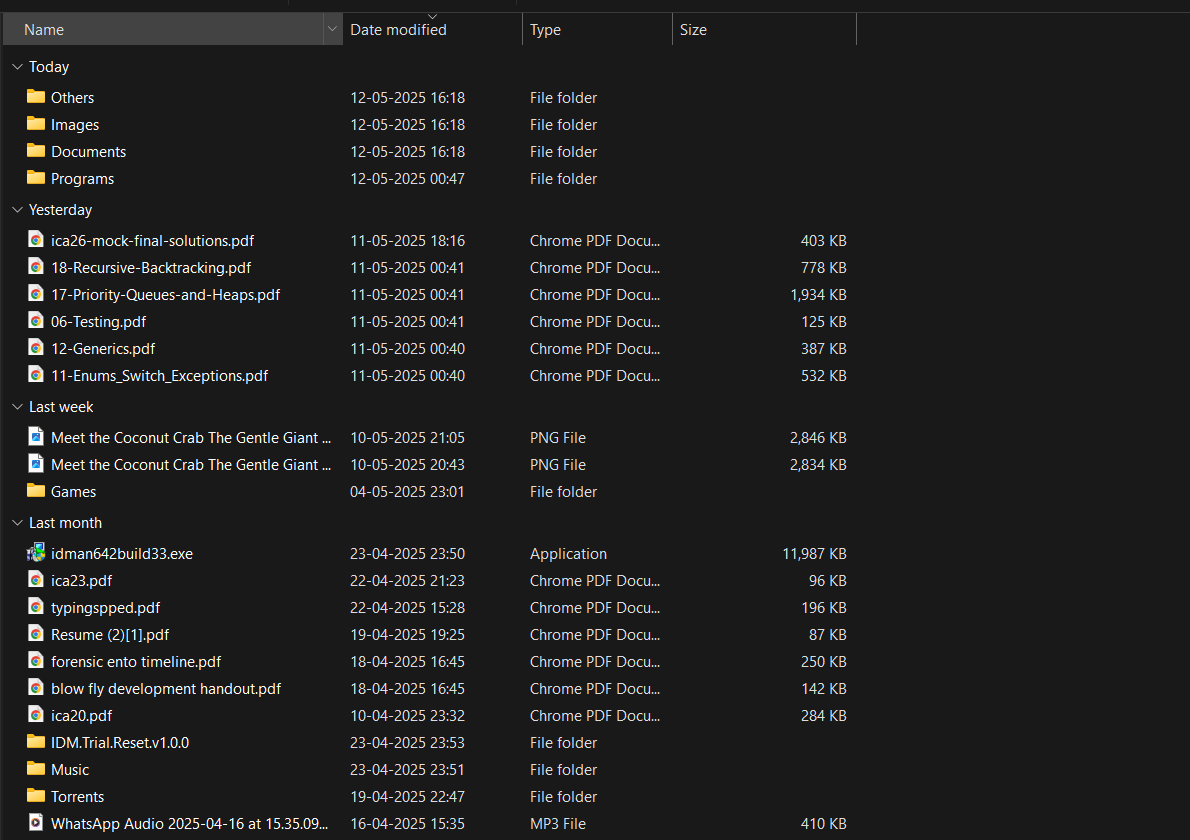 Name Date modified Type Size
Today
Others 12-05-2025 16:18 File folder
Images 12-05-2025 16:18 File folder
Documents 12-05-2025 16:18 File folder
Programs 12-05-2025 00:47 File folder
Yesterday
ica26-mock-final-solutions.pdf 11-05-2025 18:16 Chrome PDF Docu... 403 KB
18-Recursive-Backtracking.pdf 11-05-2025 00:41 Chrome PDF Docu... 778 KB
17-Priority-Queues-and-Heaps.pdf 11-05-2025 00:41 Chrome PDF Docu... 1,934 KB
06-Testing.pdf 11-05-2025 00:41 Chrome PDF Docu... 125 KB
12-Generics.pdf 11-05-2025 00:40 Chrome PDF Docu... 387 KB
11-Enums_Switch_Exceptions.pdf 11-05-2025 00:40 Chrome PDF Docu... 532 KB
Last week
Meet the Coconut Crab The Gentle Giant ... 10-05-2025 21:05 PNG File 2,846 KB
Meet the Coconut Crab The Gentle Giant ... 10-05-2025 20:43 PNG File 2,834 KB
Games 04-05-2025 23:01 File folder
Last month
idman642build33.exe 23-04-2025 23:50 Application 11,987 KB
ica23.pdf 22-04-2025 21:23 Chrome PDF Docu... 96 KB
typingspped.pdf 22-04-2025 15:28 Chrome PDF Docu... 196 KB
Resume (2)[1].pdf 19-04-2025 19:25 Chrome PDF Docu... 87 KB
forensic ento timeline.pdf 18-04-2025 16:45 Chrome PDF Docu... 250 KB
blow fly development handout.pdf 18-04-2025 16:45 Chrome PDF Docu... 142 KB
ica20.pdf 10-04-2025 23:32 Chrome PDF Docu... 284 KB
IDM.Trial.Reset.v1.0.0 23-04-2025 23:53 File folder
Music 23-04-2025 23:51 File folder
Torrents 19-04-2025 22:47 File folder
WhatsApp Audio 2025-04-16 at 15.35.09... 16-04-2025 15:35 MP3 File 410 KB